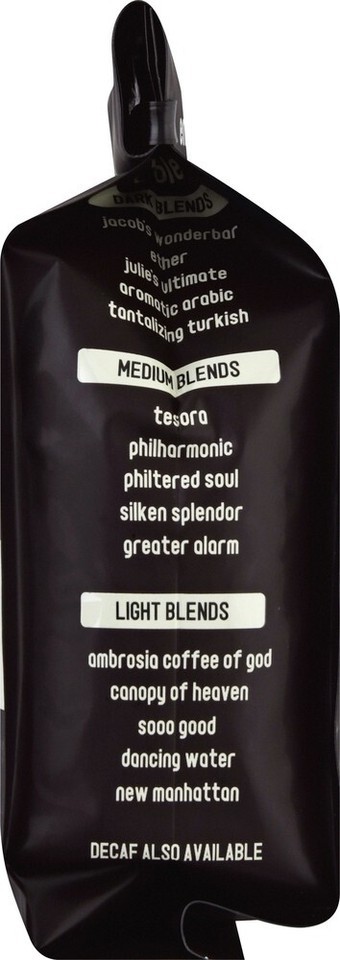 DARK BLENDS
jacob's wonderbar
ether
julie's ultimate
aromatic arabic
tantalizing turkish
MEDIUM BLENDS
tesora
philharmonic
philtered soul
silken splendor
greater alarm
LIGHT BLENDS
ambrosia coffee of god
canopy of heaven
sooo good
dancing water
new manhattan
DECAF ALSO AVAILABLE